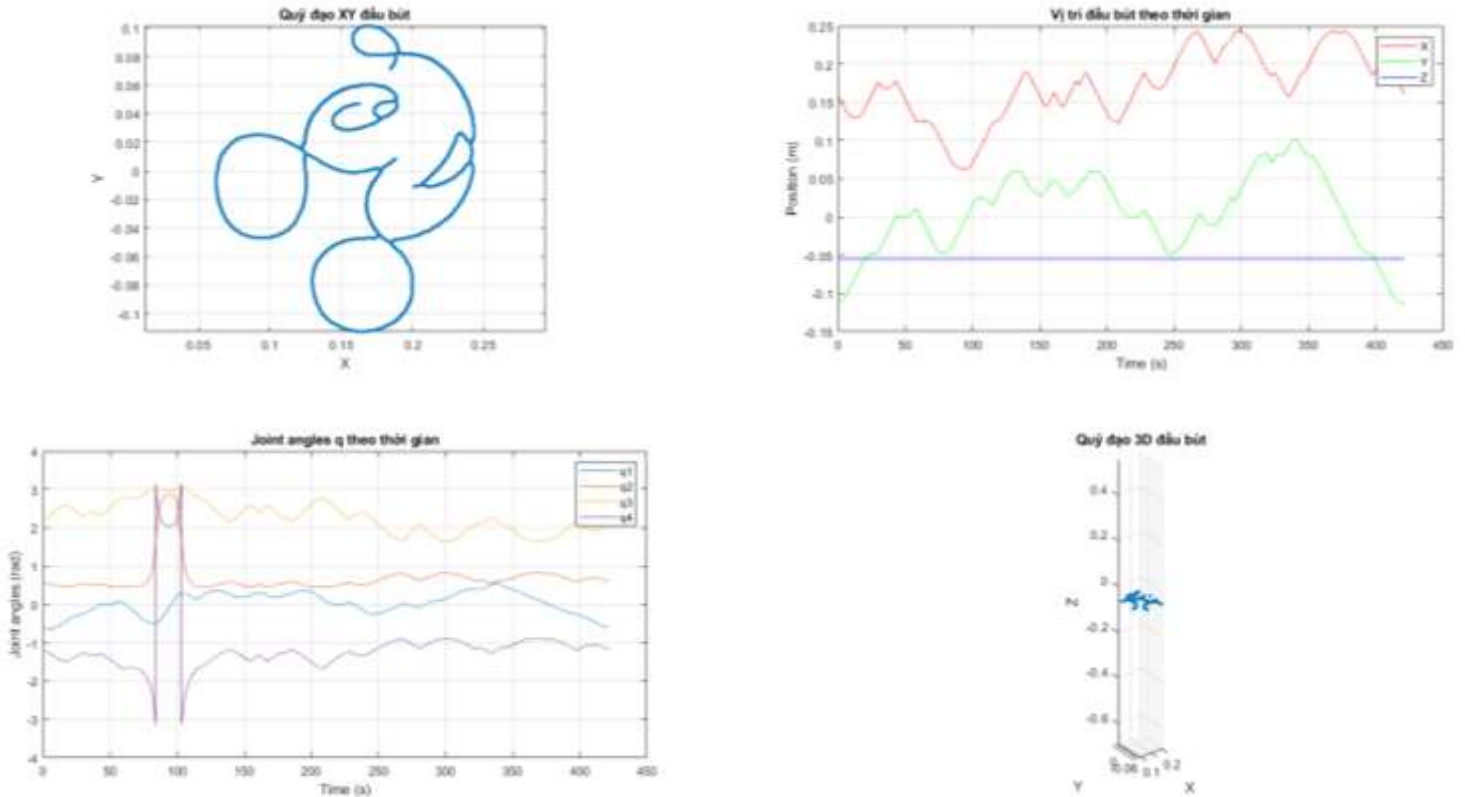 Quỹ đạo XY đầu bút
0.1
0.08
0.06
0.04
0.02
0
-0.02
-0.04
-0.06
-0.08
-0.1
Y
0.05 0.1 0.15 0.2 0.25
X
Vị trí đầu bút theo thời gian
0.25
0.2
0.15
0.1
0.05
0
-0.05
-0.1
-0.15
Position (m)
X
Y
Z
0 50 100 150 200 250 300 350 400 450
Time (s)
Joint angles q theo thời gian
4
3
2
1
0
-1
-2
-3
-4
Joint angles (rad)
q1
q2
q3
q4
0 50 100 150 200 250 300 350 400 450
Time (s)
Quỹ đạo 3D đầu bút
0.4
0.2
0
-0.2
-0.4
-0.6
Z
0.1 0.2
Y X